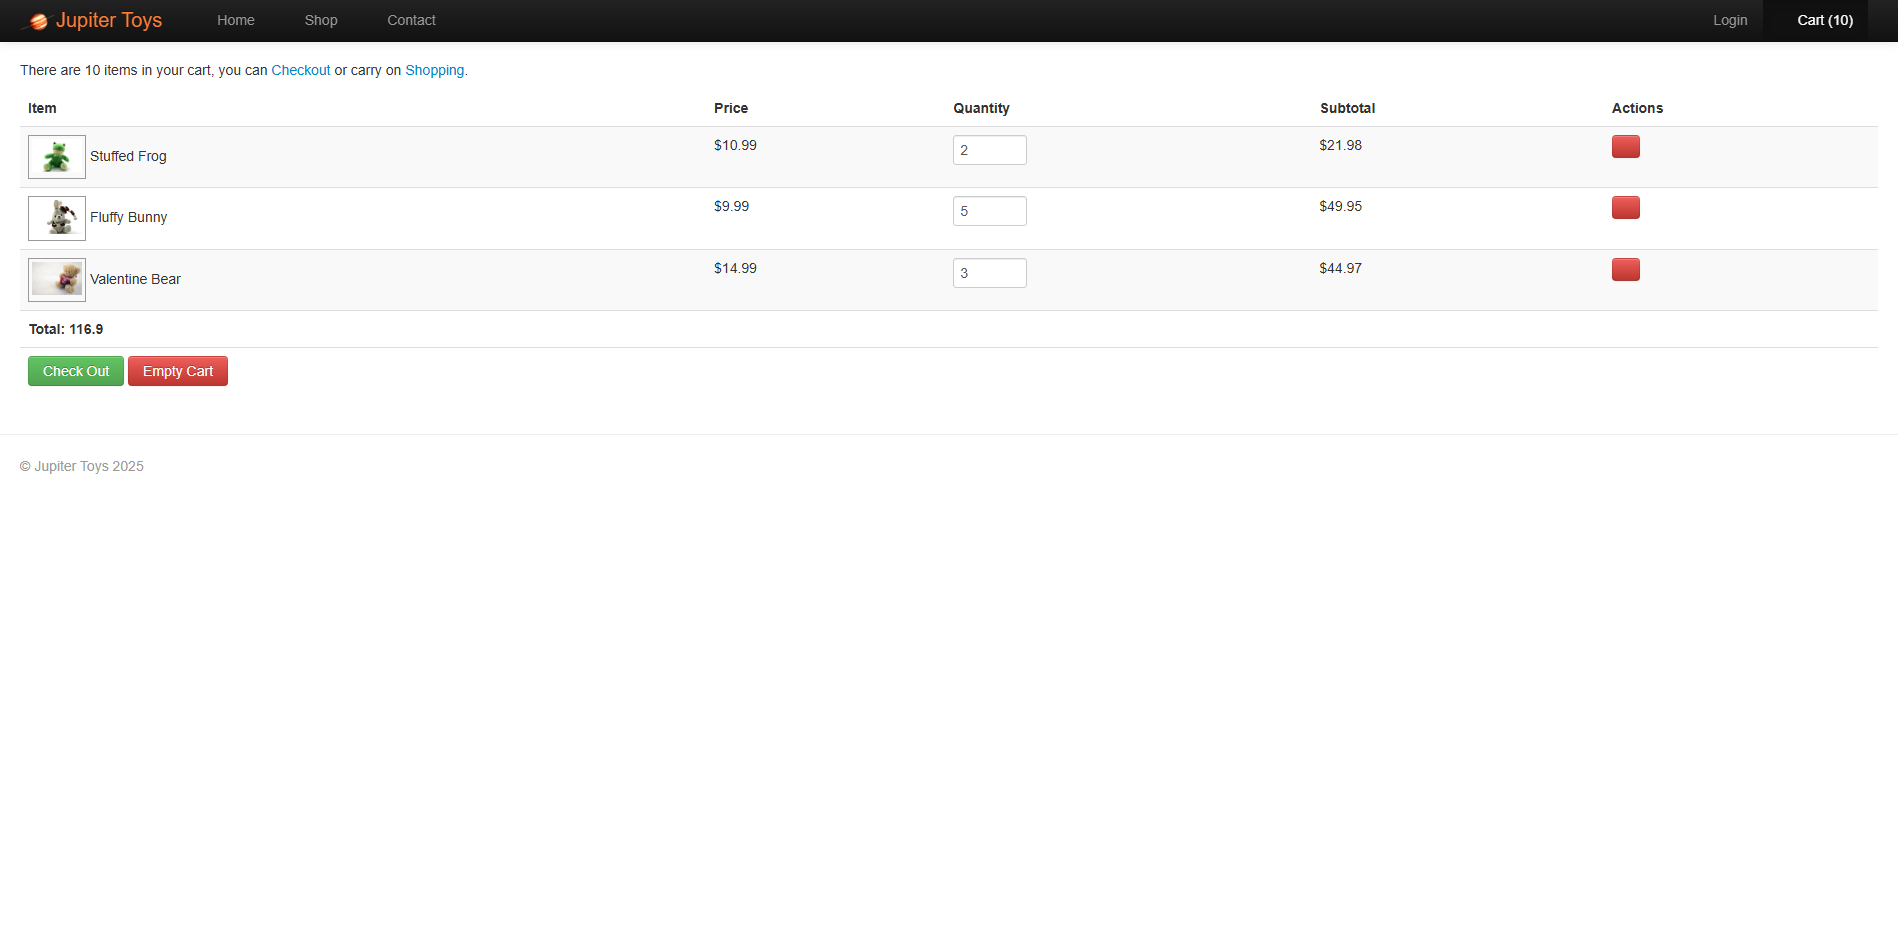 Jupiter Toys Home Shop Contact Login Cart (10)
There are 10 items in your cart, you can Checkout or carry on Shopping.
Item Price Quantity Subtotal Actions
Stuffed Frog $10.99 2 $21.98
Fluffy Bunny $9.99 5 $49.95
Valentine Bear $14.99 3 $44.97
Total: 116.9
Check Out Empty Cart
© Jupiter Toys 2025